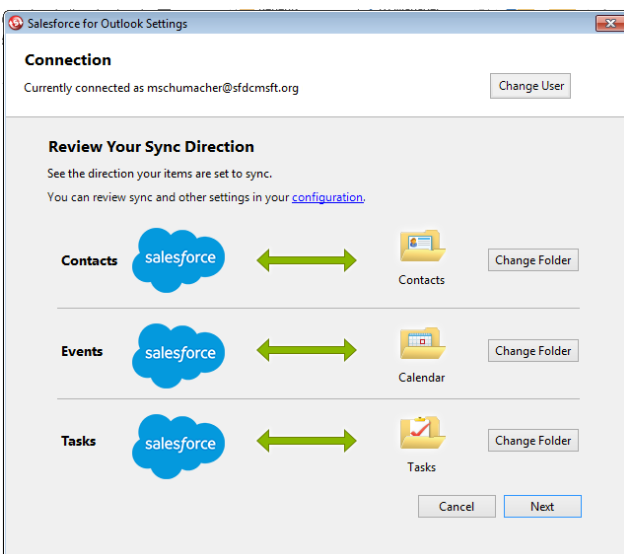 Salesforce for Outlook Settings
Connection
Currently connected as mschumacher@sfdcmsft.org
Change User
Review Your Sync Direction
See the direction your items are set to sync.
You can review sync and other settings in your configuration.
Contacts
salesforce
Contacts
Change Folder
Events
salesforce
Calendar
Change Folder
Tasks
salesforce
Tasks
Change Folder
Cancel
Next